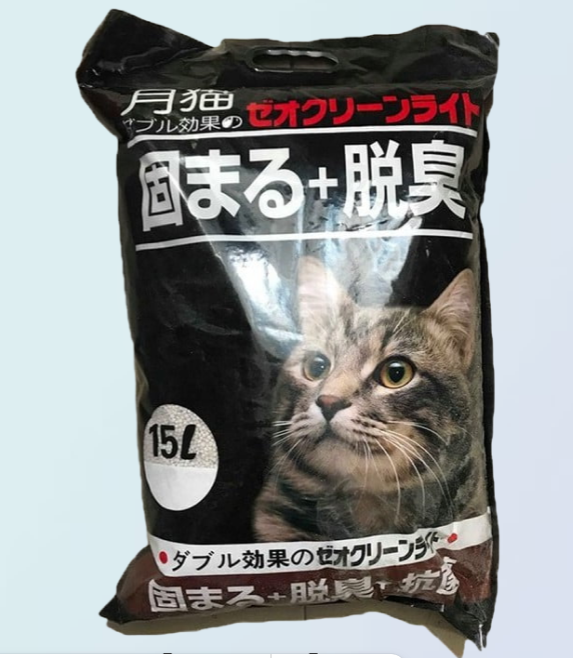 月猫
ダブル効果の ゼオクリーンライト
固まる+脱臭
15ℓ
ダブル効果のゼオクリーンライト
固まる+脱臭+抗菌